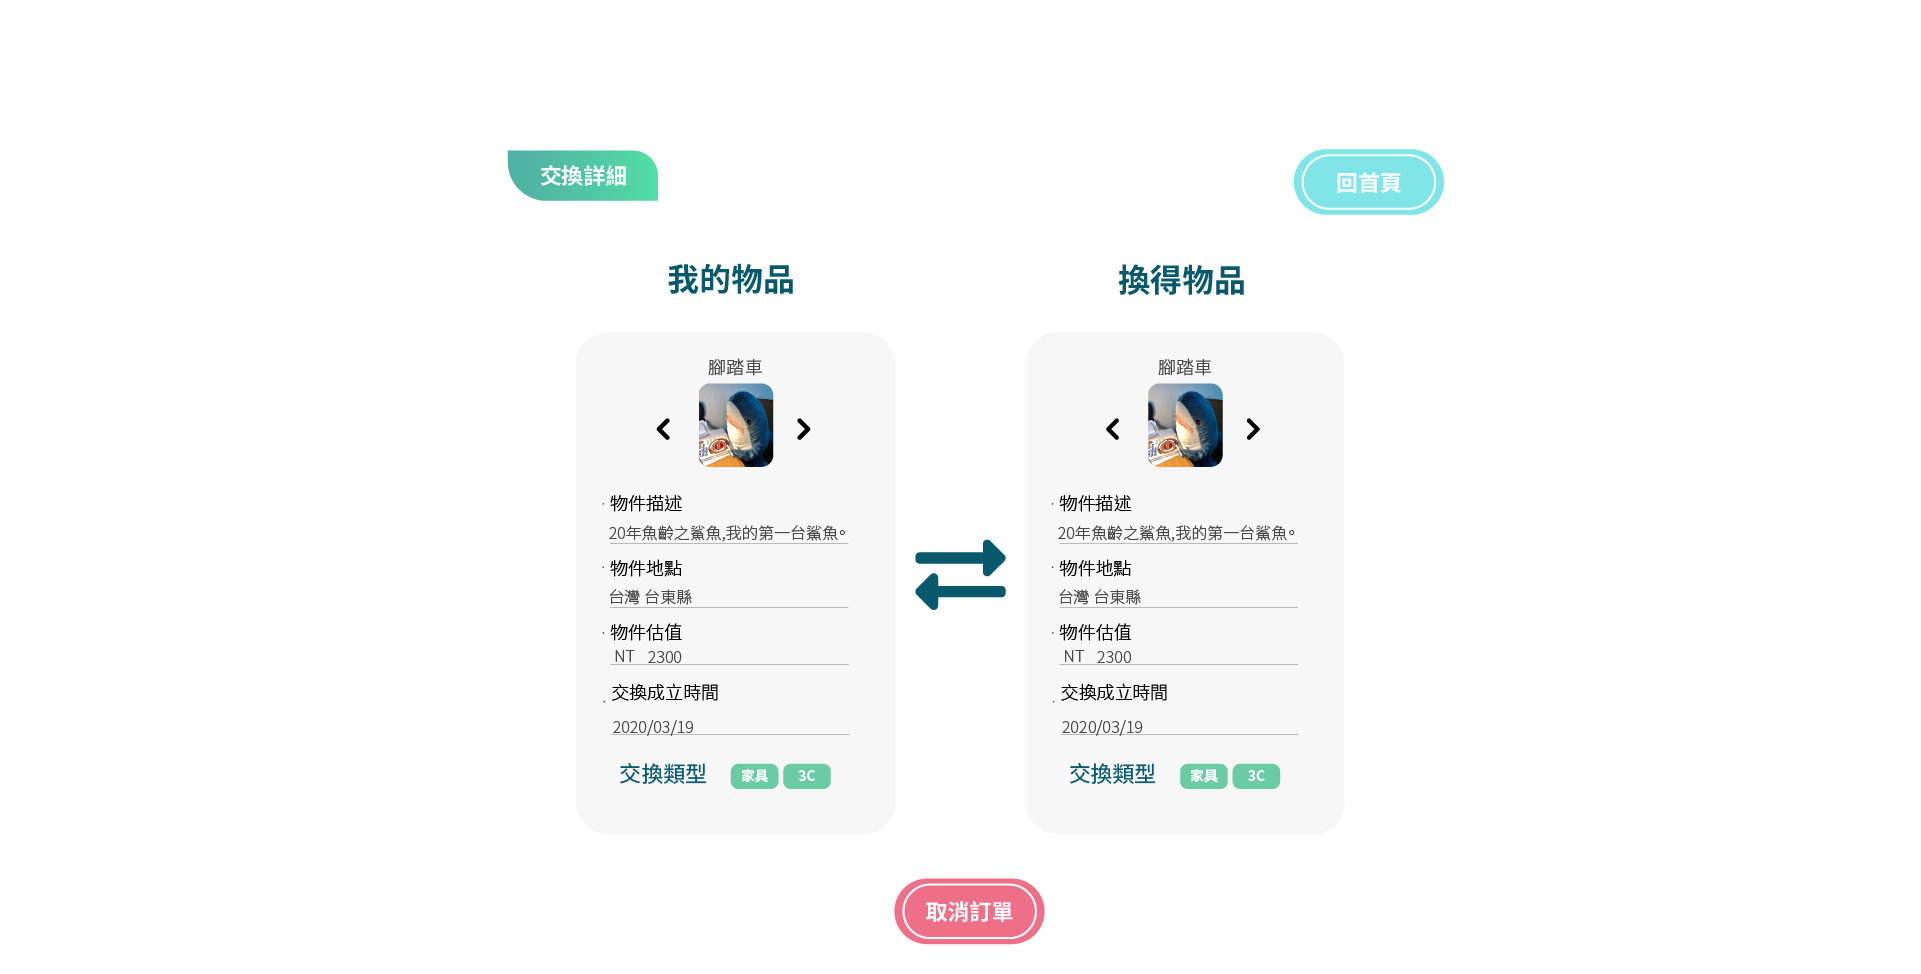 交換詳細
回首頁
我的物品
換得物品
腳踏車
物件描述
20年魚齡之鯊魚,我的第一台鯊魚。
物件地點
台灣 台東縣
物件估值
NT 2300
交換成立時間
2020/03/19
交換類型 家具 3C
腳踏車
物件描述
20年魚齡之鯊魚,我的第一台鯊魚。
物件地點
台灣 台東縣
物件估值
NT 2300
交換成立時間
2020/03/19
交換類型 家具 3C
取消訂單